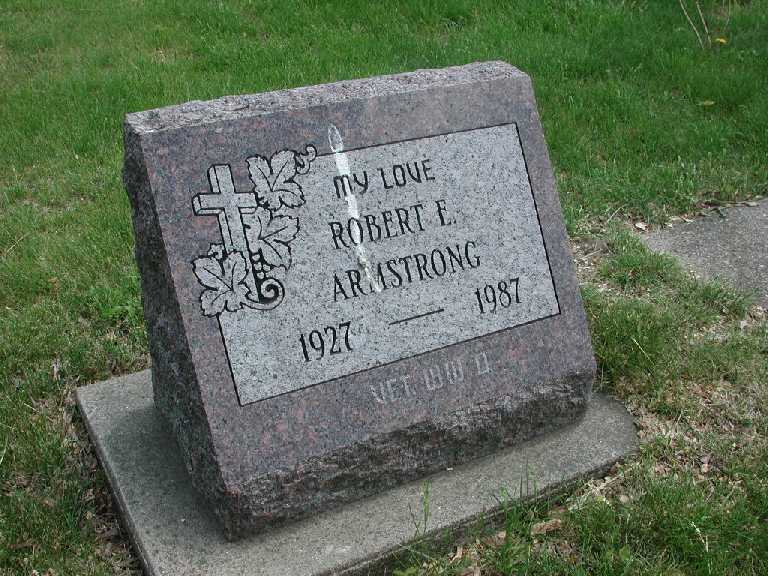 MY LOVE
ROBERT E.
ARMSTRONG
1927 — 1987
VET. WW II